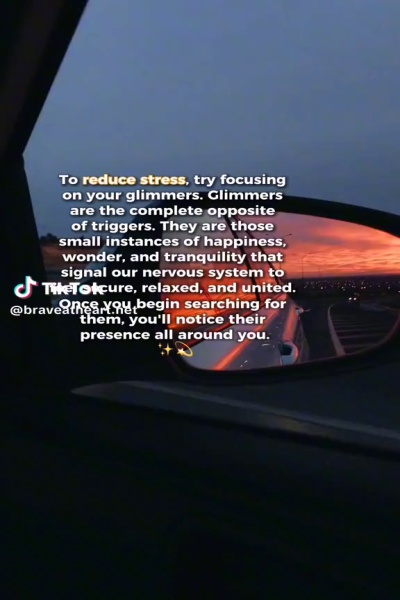 To reduce stress, try focusing
on your glimmers. Glimmers
are the complete opposite
of triggers. They are those
small instances of happiness,
wonder, and tranquility that
signal our nervous system to
secure, relaxed, and united.
TikTok
Once you begin searching for
@braveatheart.net
them, you'll notice their
presence all around you.
✨💫